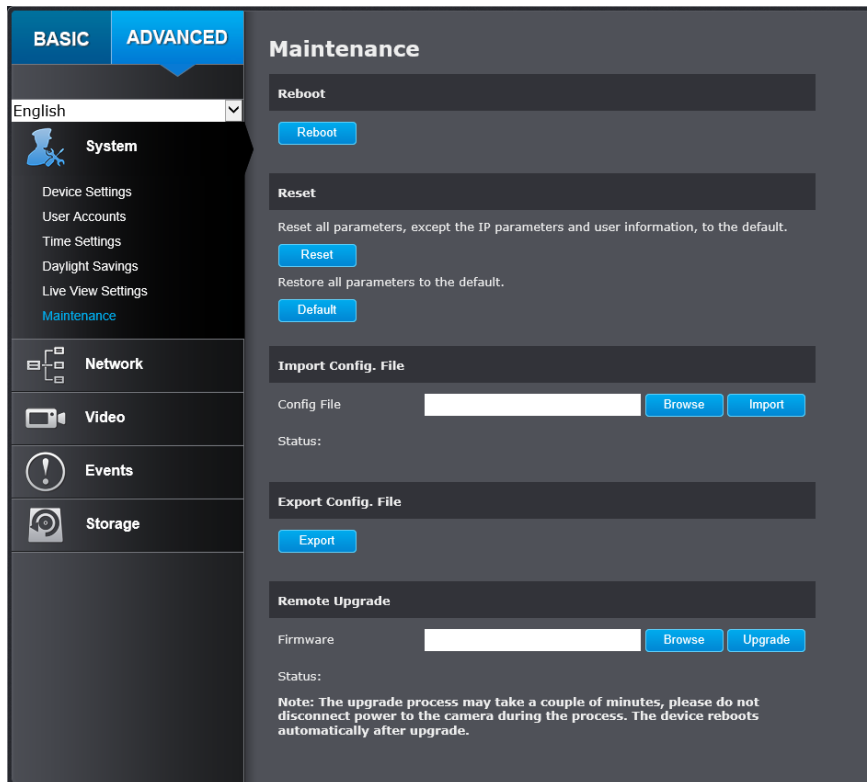 BASIC
ADVANCED
English
System
Device Settings
User Accounts
Time Settings
Daylight Savings
Live View Settings
Maintenance
Network
Video
Events
Storage
Maintenance
Reboot
Reboot
Reset
Reset all parameters, except the IP parameters and user information, to the default.
Reset
Restore all parameters to the default.
Default
Import Config. File
Config File
Browse
Import
Status:
Export Config. File
Export
Remote Upgrade
Firmware
Browse
Upgrade
Status:
Note: The upgrade process may take a couple of minutes, please do not
disconnect power to the camera during the process. The device reboots
automatically after upgrade.